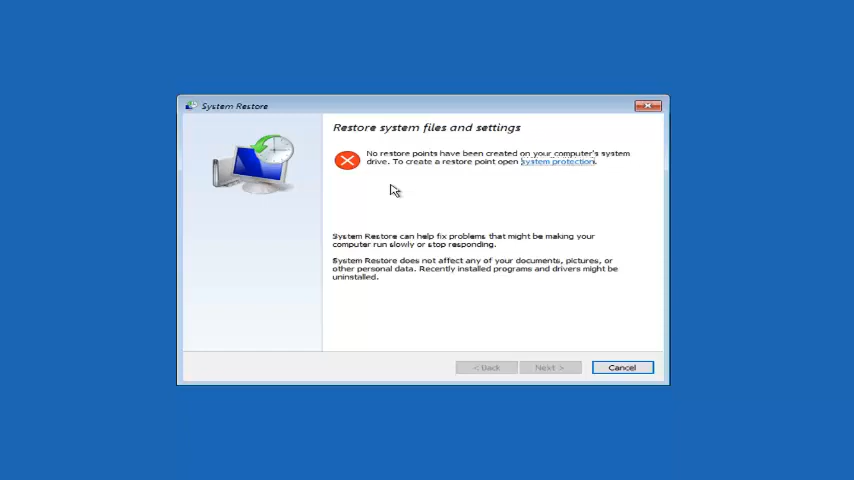 System Restore
Restore system files and settings
No restore points have been created on your computer's system
drive. To create a restore point open System protection.
System Restore can help fix problems that might be making your
computer run slowly or stop responding.
System Restore does not affect any of your documents, pictures, or
other personal data. Recently installed programs and drivers might be
uninstalled.
< Back
Next >
Cancel